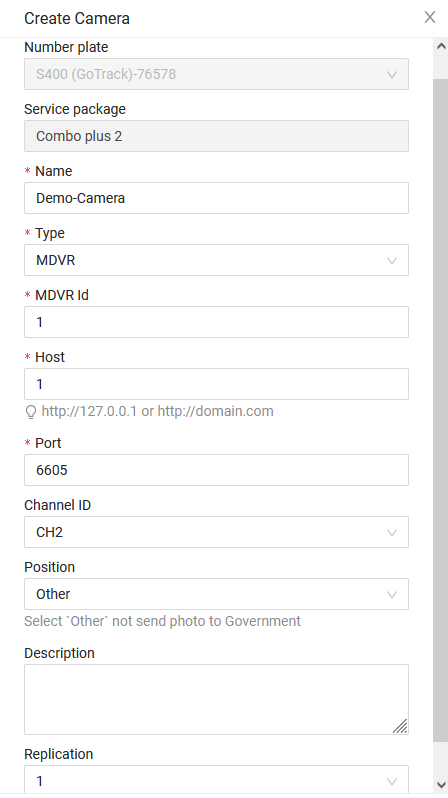 Create Camera
Number plate
S400 (GoTrack)-76578
Service package
Combo plus 2
* Name
Demo-Camera
* Type
MDVR
* MDVR Id
1
* Host
1
http://127.0.0.1 or http://domain.com
* Port
6605
Channel ID
CH2
Position
Other
Select `Other` not send photo to Government
Description
Replication
1